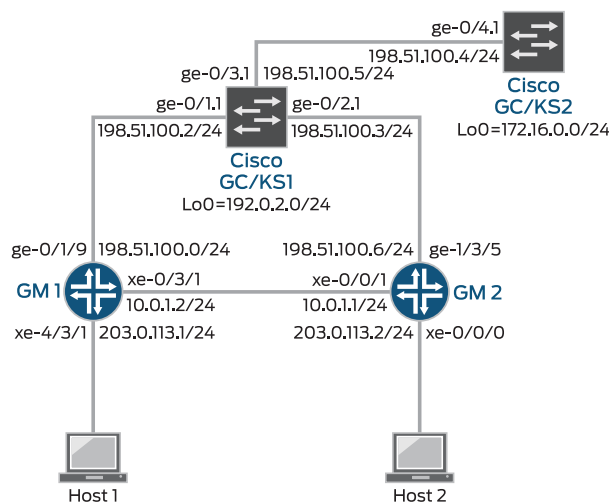 ge-0/4.1
198.51.100.4/24
Cisco
GC/KS2
Lo0=172.16.0.0/24
ge-0/3.1 198.51.100.5/24
ge-0/1.1
198.51.100.2/24
ge-0/2.1
198.51.100.3/24
Cisco
GC/KS1
Lo0=192.0.2.0/24
ge-0/1/9 198.51.100.0/24
198.51.100.6/24 ge-1/3/5
GM 1
xe-0/3/1
10.0.1.2/24
xe-0/0/1
10.0.1.1/24
GM 2
xe-4/3/1 203.0.113.1/24
203.0.113.2/24 xe-0/0/0
Host 1
Host 2